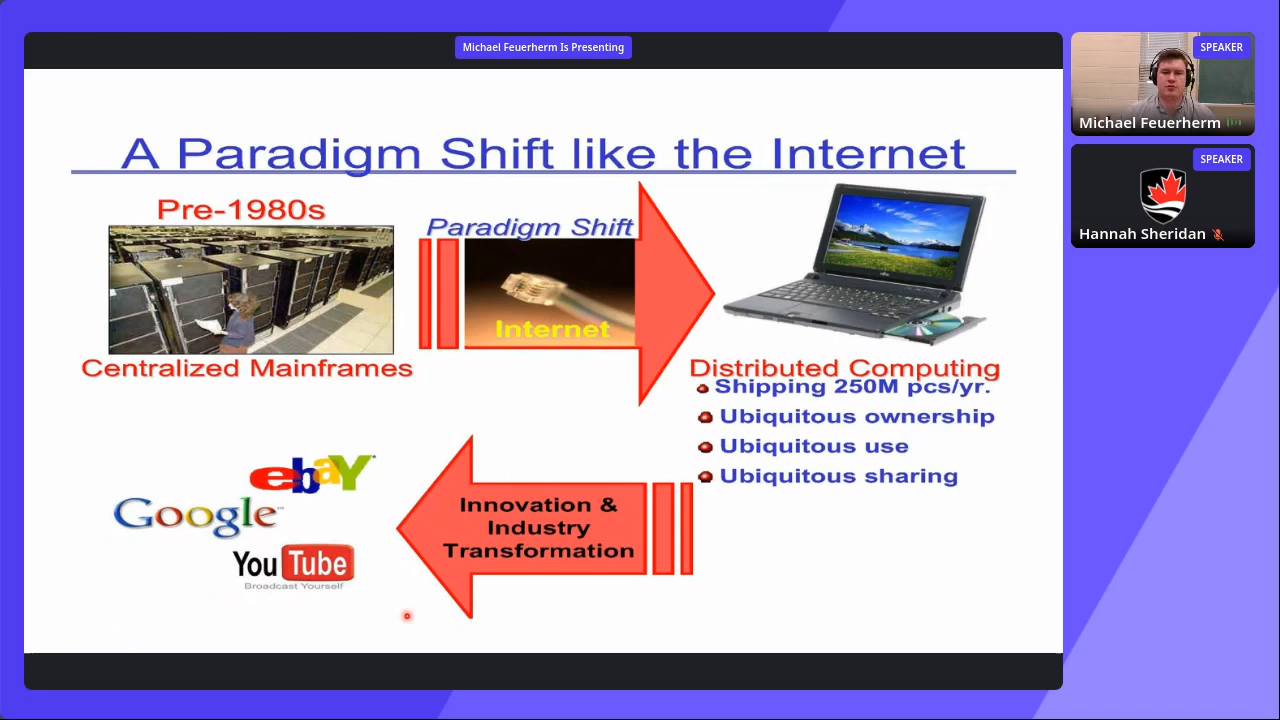 Michael Feuerherm Is Presenting
A Paradigm Shift like the Internet
Pre-1980s
Centralized Mainframes
Paradigm Shift
Internet
Distributed Computing
Shipping 250M pcs/yr.
Ubiquitous ownership
Ubiquitous use
Ubiquitous sharing
Innovation &
Industry
Transformation
ebaY
Google™
YouTube
Broadcast Yourself
SPEAKER
Michael Feuerherm
SPEAKER
Hannah Sheridan